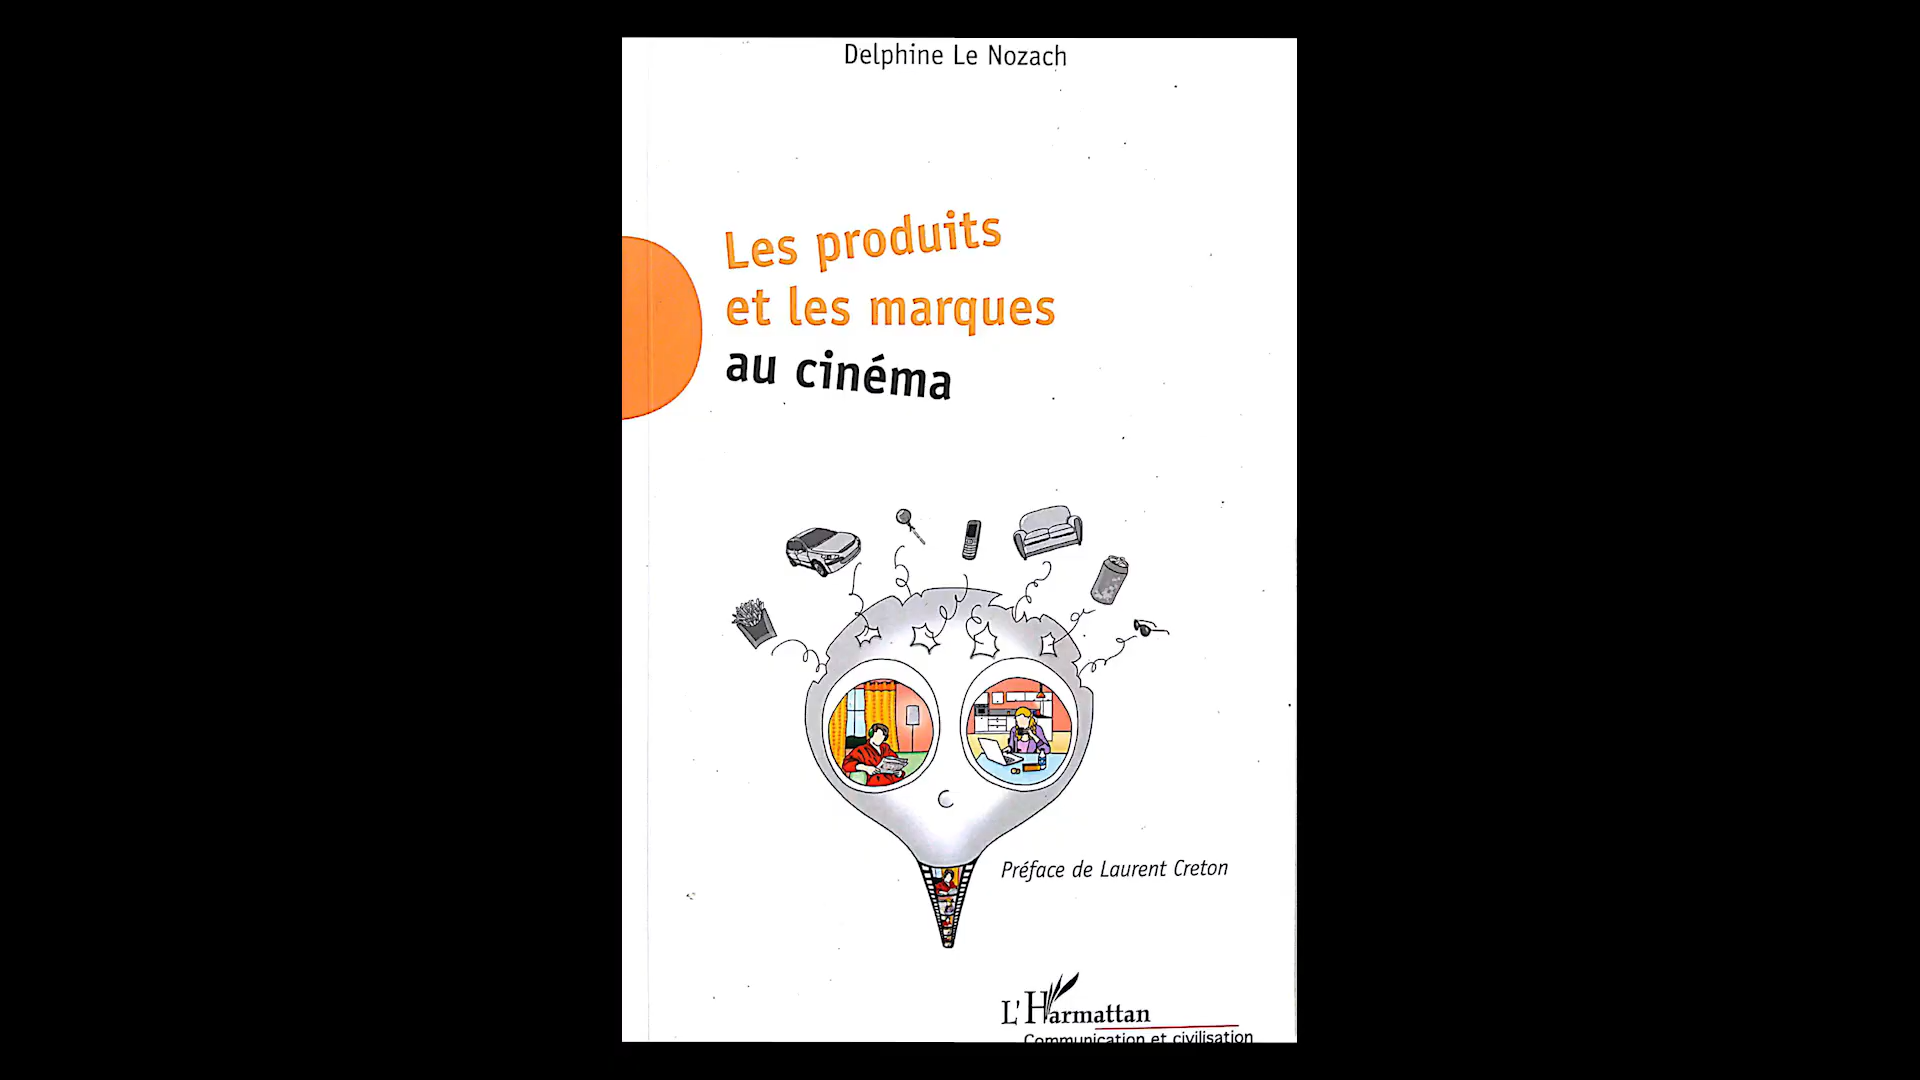 Delphine Le Nozach
Les produits
et les marques
au cinéma
Préface de Laurent Creton
L'Harmattan
Communication et civilisation